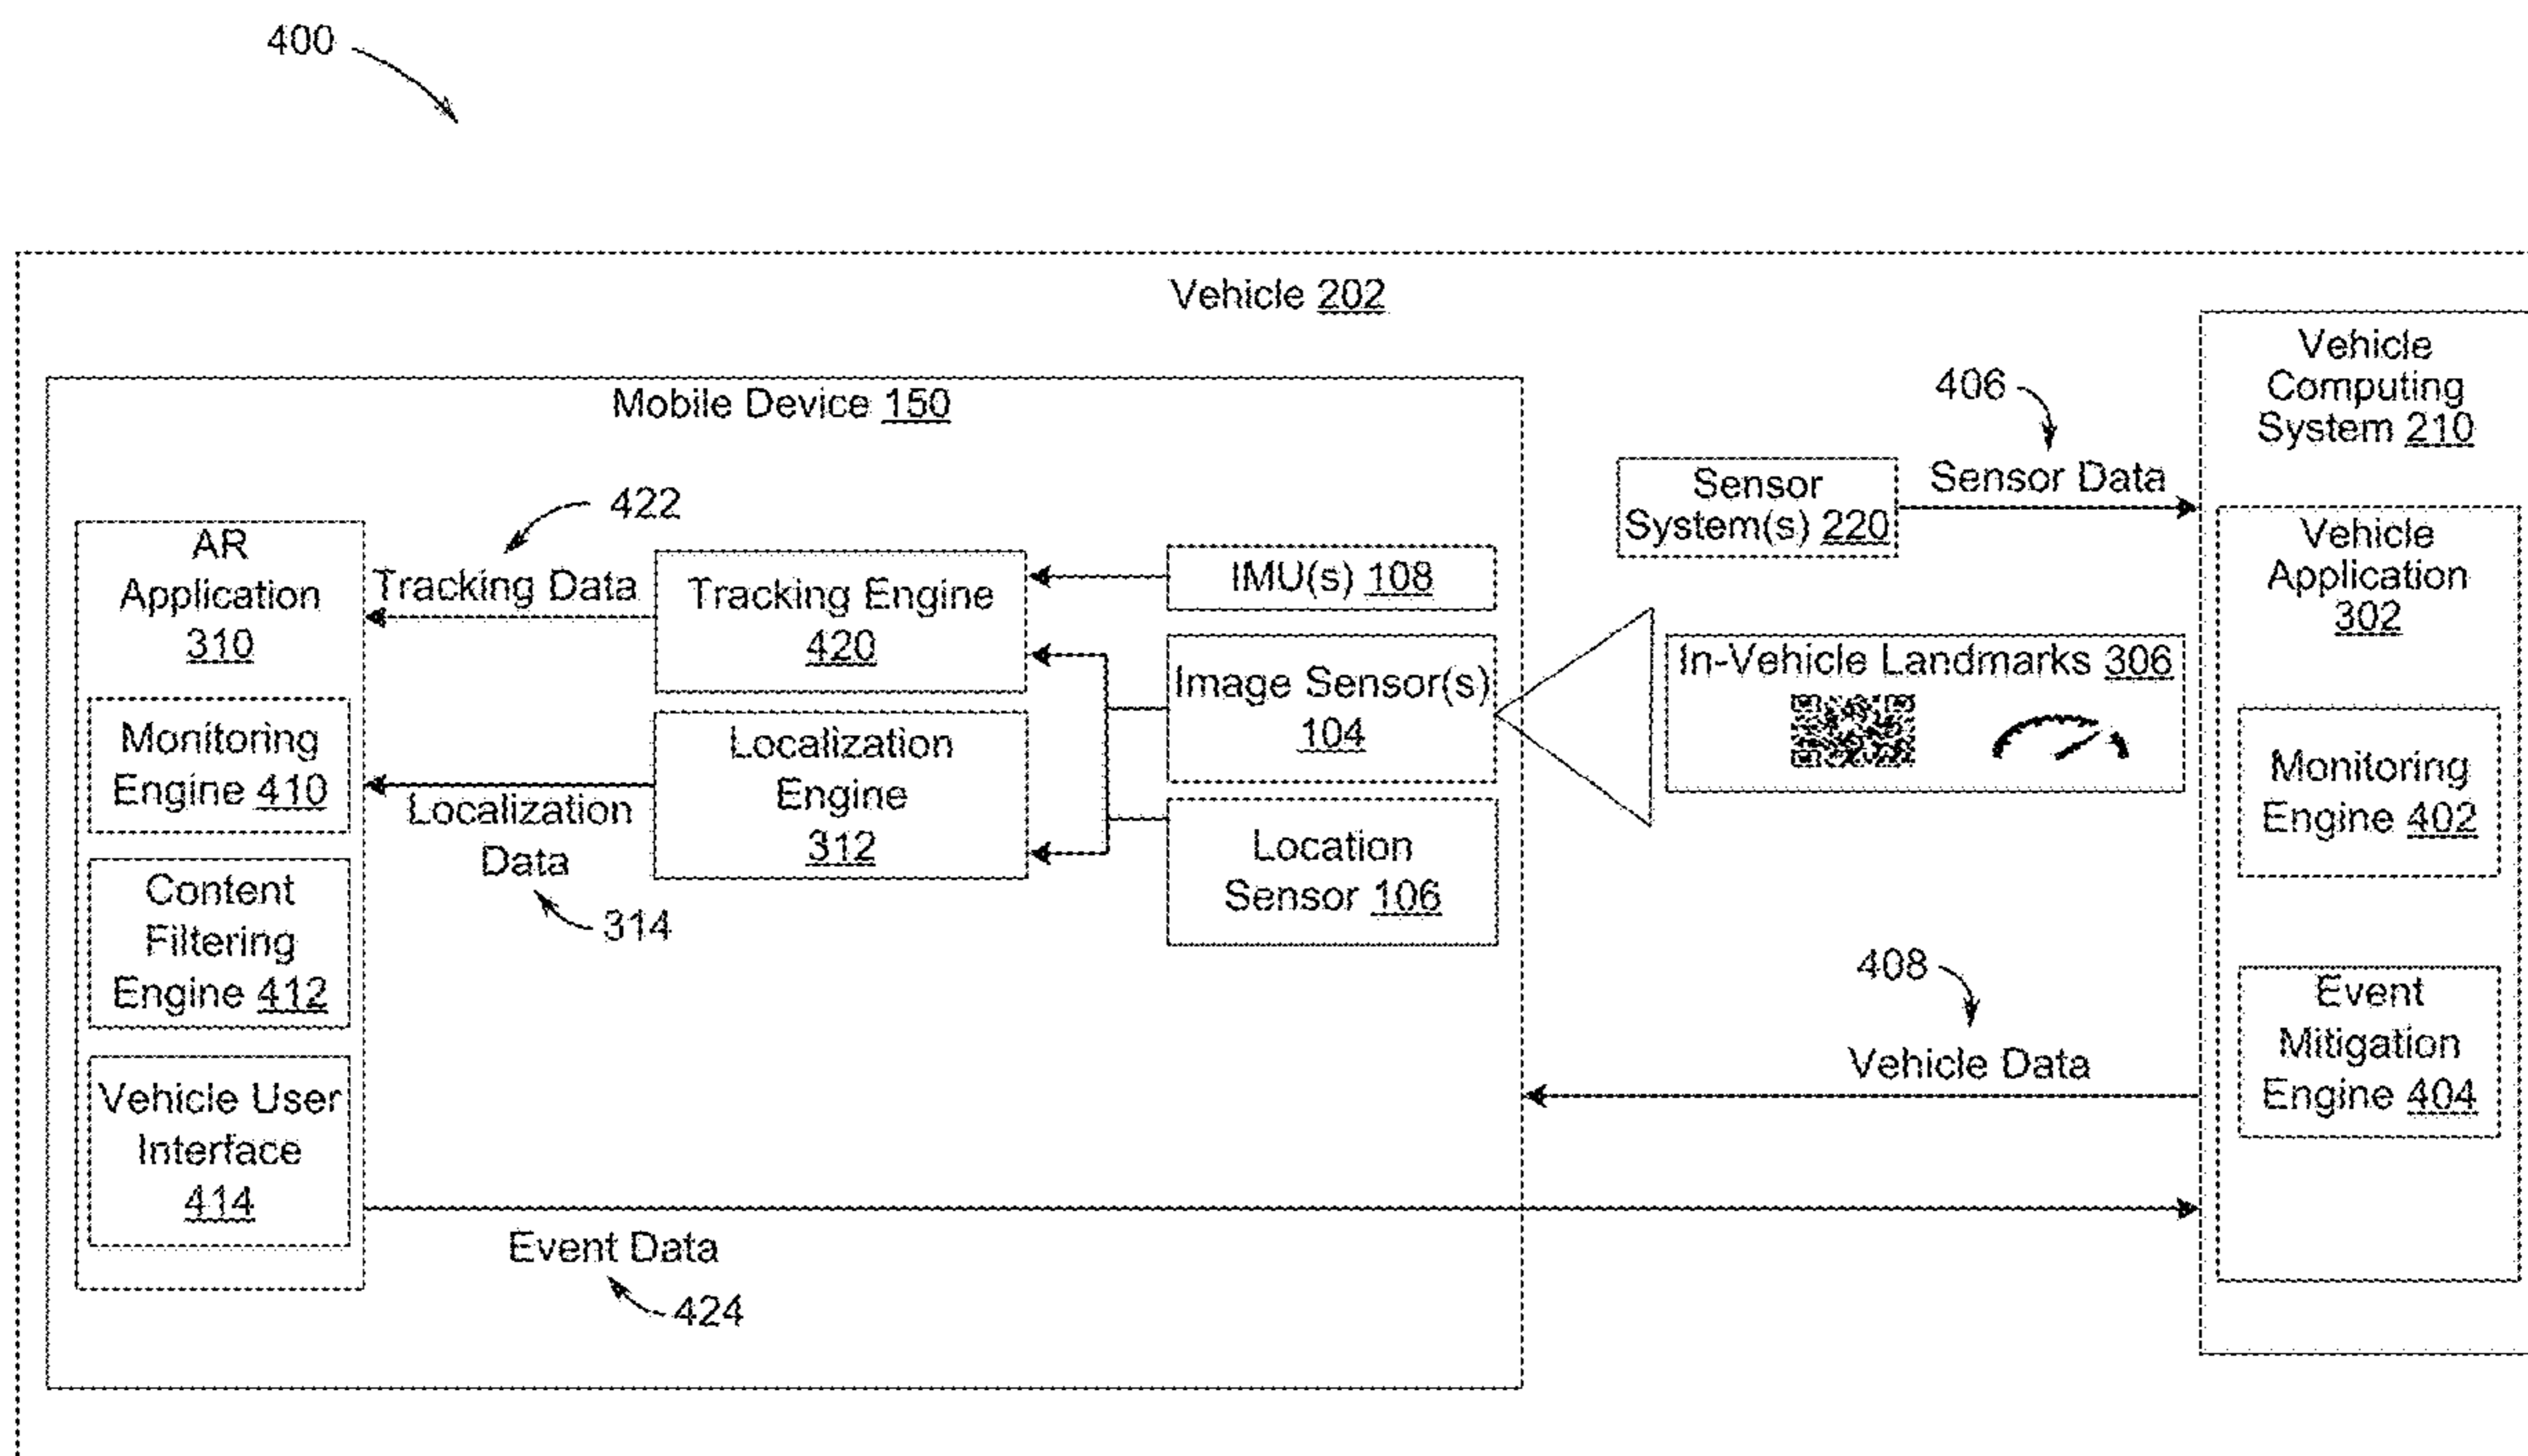 400
Vehicle 202
Mobile Device 150
AR
Application
310
Monitoring
Engine 410
Content
Filtering
Engine 412
Vehicle User
Interface
414
422
Tracking Data
Localization
Data
314
Tracking Engine
420
Localization
Engine
312
IMU(s) 108
Image Sensor(s)
104
Location
Sensor 106
Event Data
424
Sensor
System(s) 220
406
Sensor Data
In-Vehicle Landmarks 306
408
Vehicle Data
Vehicle
Computing
System 210
Vehicle
Application
302
Monitoring
Engine 402
Event
Mitigation
Engine 404